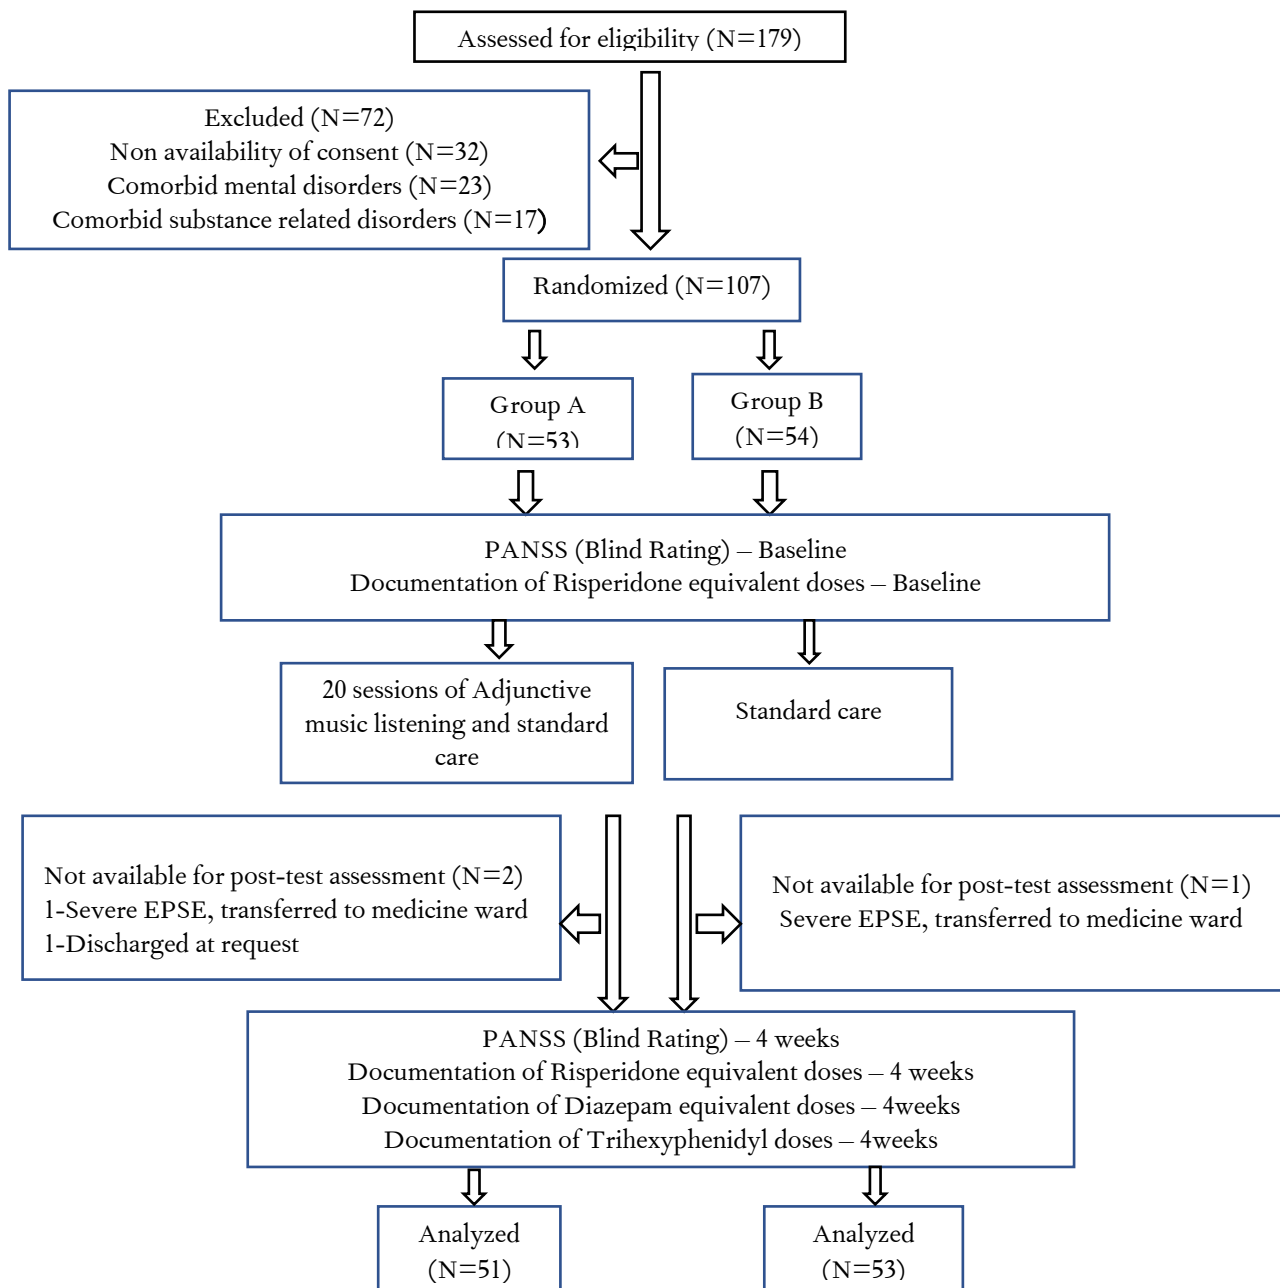 Assessed for eligibility (N=179)
Excluded (N=72)
Non availability of consent (N=32)
Comorbid mental disorders (N=23)
Comorbid substance related disorders (N=17)
Randomized (N=107)
Group A
(N=53)
Group B
(N=54)
PANSS (Blind Rating) – Baseline
Documentation of Risperidone equivalent doses – Baseline
20 sessions of Adjunctive
music listening and standard
care
Standard care
Not available for post-test assessment (N=2)
1-Severe EPSE, transferred to medicine ward
1-Discharged at request
Not available for post-test assessment (N=1)
Severe EPSE, transferred to medicine ward
PANSS (Blind Rating) – 4 weeks
Documentation of Risperidone equivalent doses – 4 weeks
Documentation of Diazepam equivalent doses – 4weeks
Documentation of Trihexyphenidyl doses – 4weeks
Analyzed
(N=51)
Analyzed
(N=53)